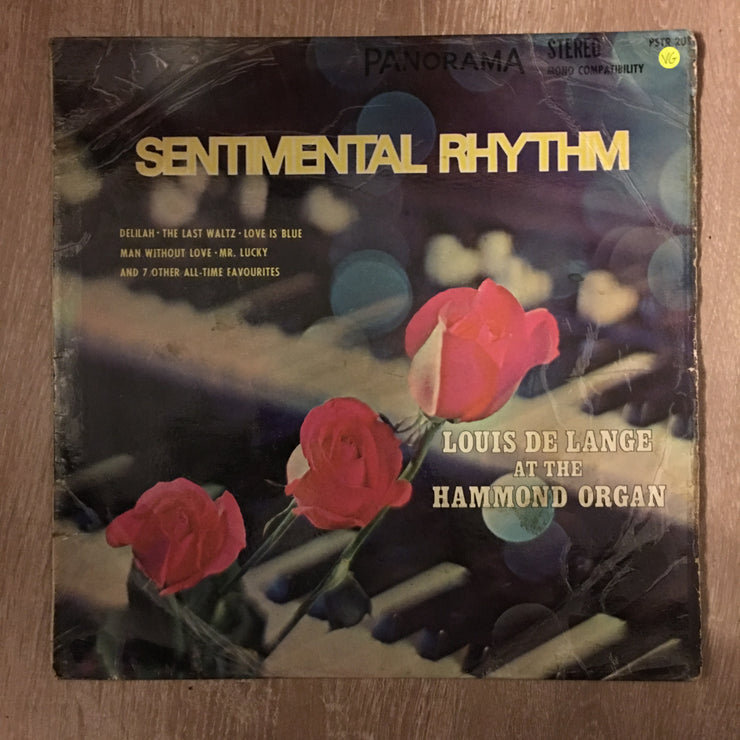 PANORAMA
STEREO
MONO COMPATIBILITY
VG
SENTIMENTAL RHYTHM
DELILAH • THE LAST WALTZ • LOVE IS BLUE
MAN WITHOUT LOVE • MR. LUCKY
AND 7 OTHER ALL-TIME FAVOURITES
LOUIS DE LANGE
AT THE
HAMMOND ORGAN